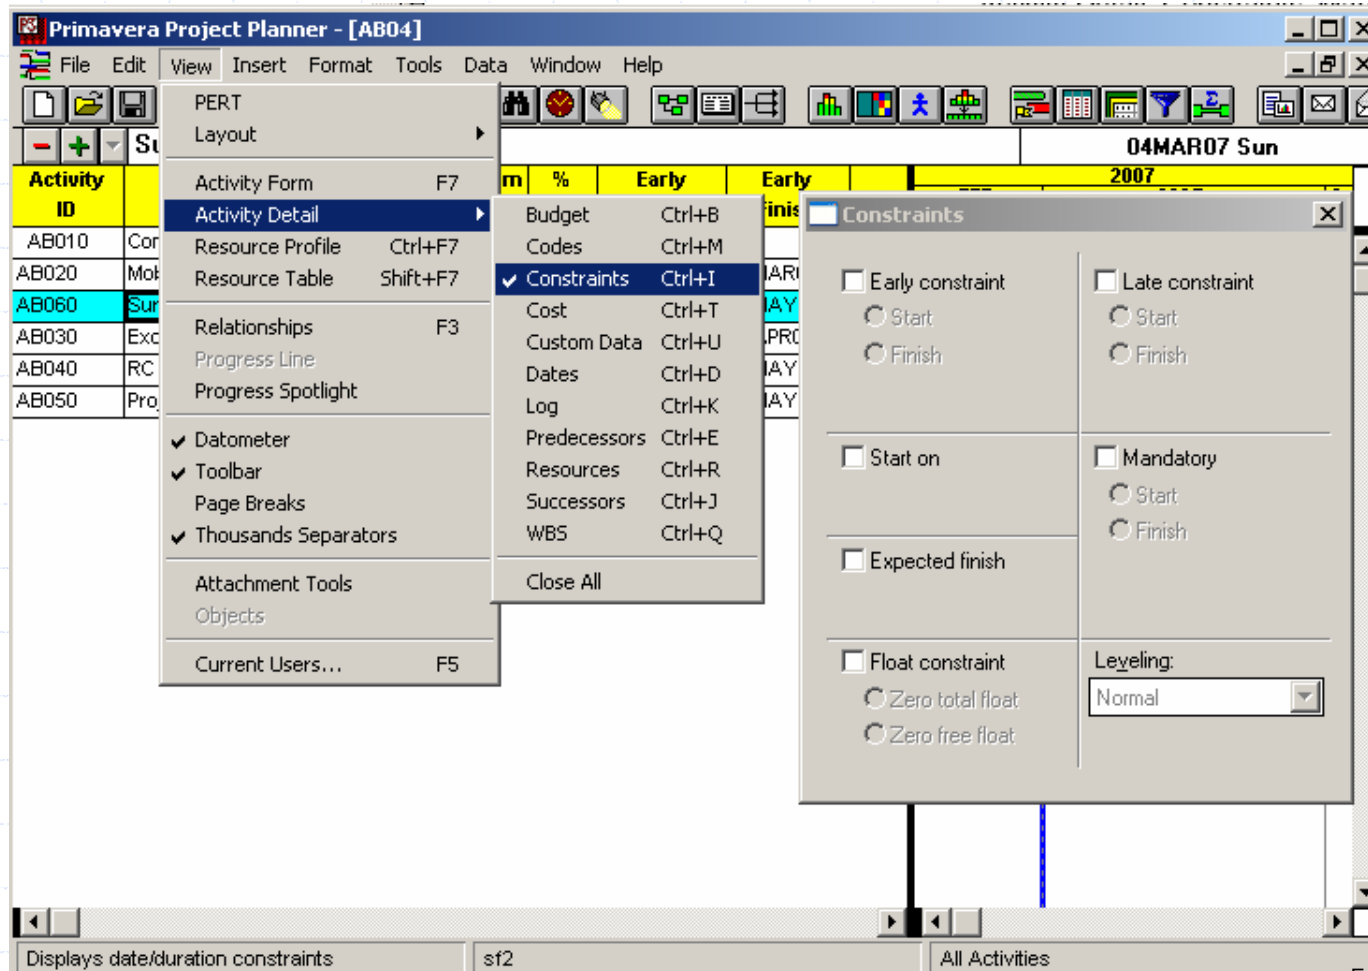 Primavera Project Planner - [AB04]
File Edit View Insert Format Tools Data Window Help
PERT
Layout
04MAR07 Sun
Activity ID
%
Early
Early
2007
Activity Form F7
Activity Detail
Resource Profile Ctrl+F7
Resource Table Shift+F7
Relationships F3
Progress Line
Progress Spotlight
Datometer
Toolbar
Page Breaks
Thousands Separators
Attachment Tools
Objects
Current Users... F5
Budget Ctrl+B
Codes Ctrl+M
Constraints Ctrl+I
Cost Ctrl+T
Custom Data Ctrl+U
Dates Ctrl+D
Log Ctrl+K
Predecessors Ctrl+E
Resources Ctrl+R
Successors Ctrl+J
WBS Ctrl+Q
Close All
AB010
AB020
AB060
AB030
AB040 RC
AB050
Constraints
Early constraint
Start
Finish
Late constraint
Start
Finish
Start on
Mandatory
Start
Finish
Expected finish
Float constraint
Zero total float
Zero free float
Leveling:
Normal
Displays date/duration constraints sf2 All Activities